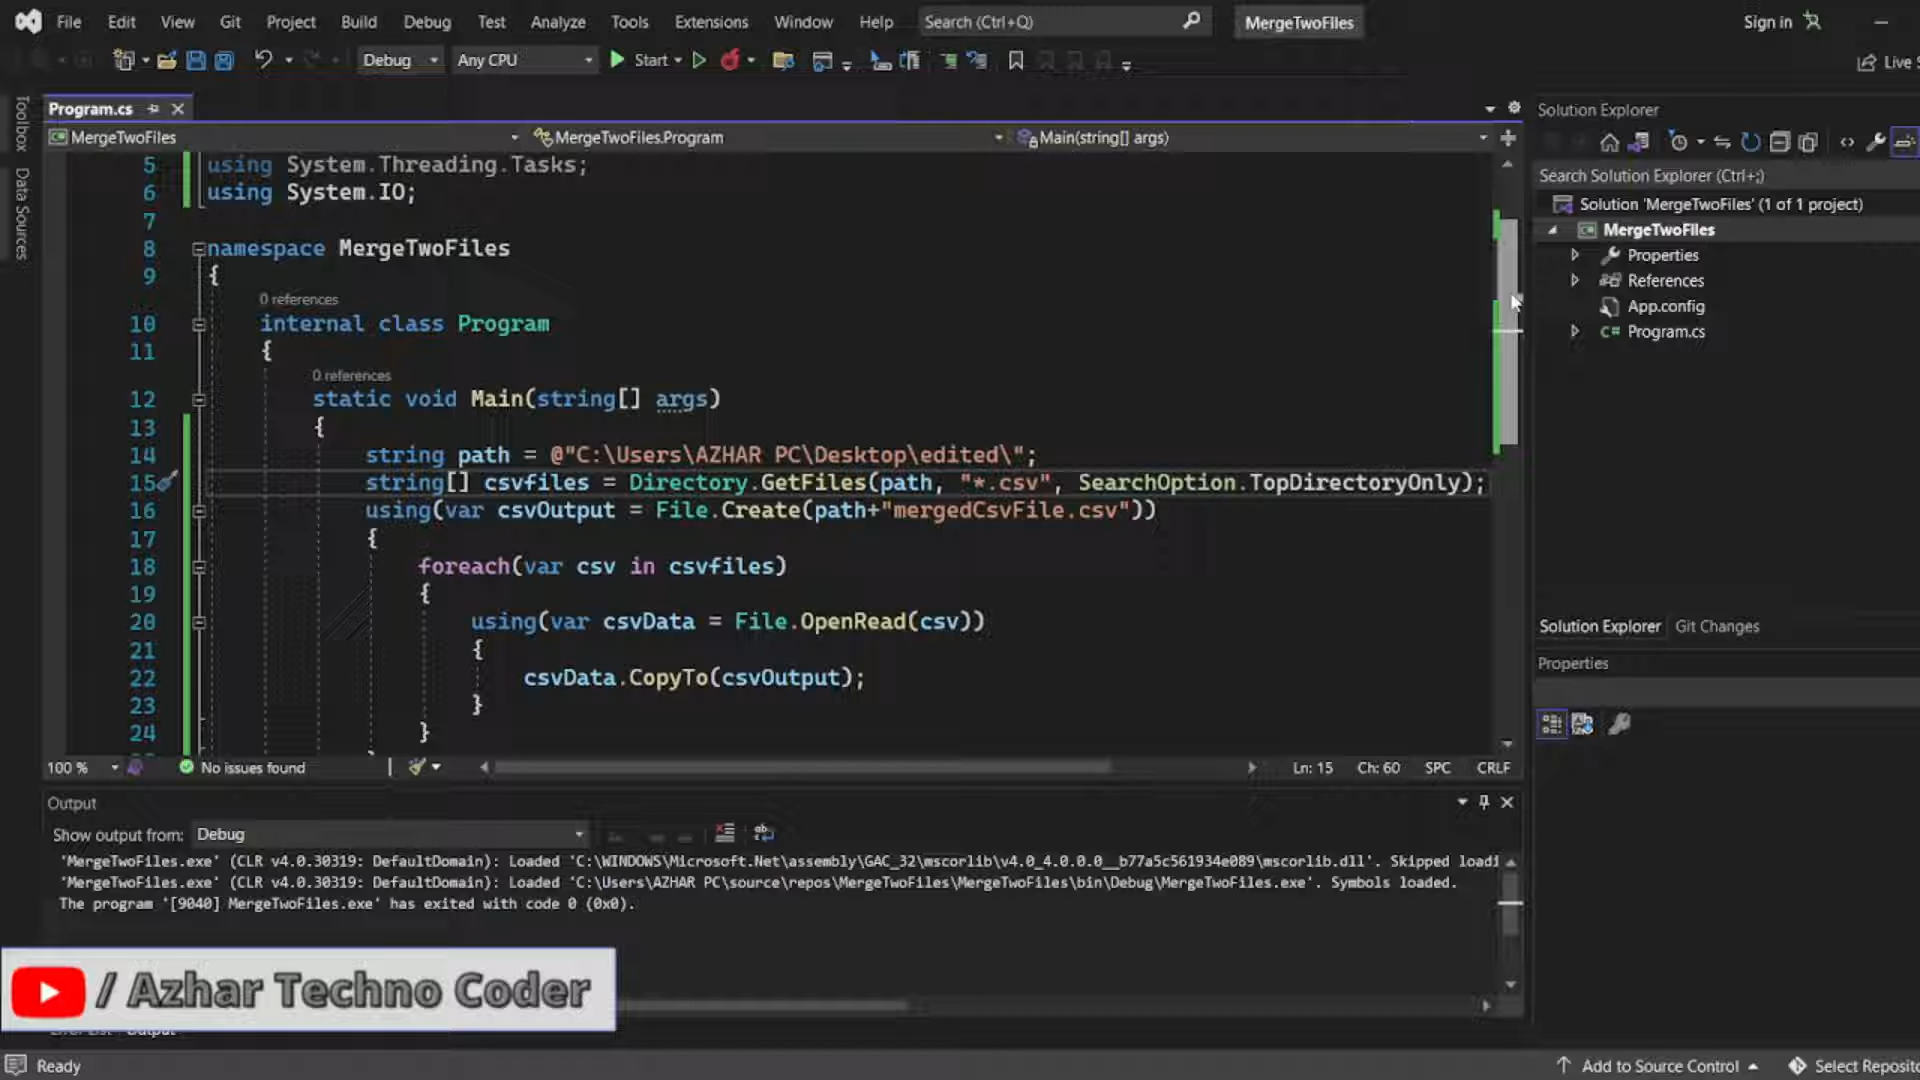 File Edit View Git Project Build Debug Test Analyze Tools Extensions Window Help Search (Ctrl+Q) MergeTwoFiles Sign in
Debug Any CPU Start Live
Toolbox
Data Sources
Program.cs
MergeTwoFiles MergeTwoFiles.Program Main(string[] args)
5 using System.Threading.Tasks;
6 using System.IO;
7
8 namespace MergeTwoFiles
9 {
0 references
10 internal class Program
11 {
0 references
12 static void Main(string[] args)
13 {
14 string path = @"C:\Users\AZHAR PC\Desktop\edited\";
15 string[] csvfiles = Directory.GetFiles(path, "*.csv", SearchOption.TopDirectoryOnly);
16 using(var csvOutput = File.Create(path+"mergedCsvFile.csv"))
17 {
18 foreach(var csv in csvfiles)
19 {
20 using(var csvData = File.OpenRead(csv))
21 {
22 csvData.CopyTo(csvOutput);
23 }
24 }
100 % No issues found Ln: 15 Ch: 60 SPC CRLF
Output
Show output from: Debug
'MergeTwoFiles.exe' (CLR v4.0.30319: DefaultDomain): Loaded 'C:\WINDOWS\Microsoft.Net\assembly\GAC_32\mscorlib\v4.0_4.0.0.0__b77a5c561934e089\mscorlib.dll'. Skipped loadi
'MergeTwoFiles.exe' (CLR v4.0.30319: DefaultDomain): Loaded 'C:\Users\AZHAR PC\source\repos\MergeTwoFiles\MergeTwoFiles\bin\Debug\MergeTwoFiles.exe'. Symbols loaded.
The program '[9040] MergeTwoFiles.exe' has exited with code 0 (0x0).
/ Azhar Techno Coder
Ready
Solution Explorer
Search Solution Explorer (Ctrl+;)
Solution 'MergeTwoFiles' (1 of 1 project)
MergeTwoFiles
Properties
References
App.config
C# Program.cs
Solution Explorer Git Changes
Properties
Add to Source Control Select Reposito